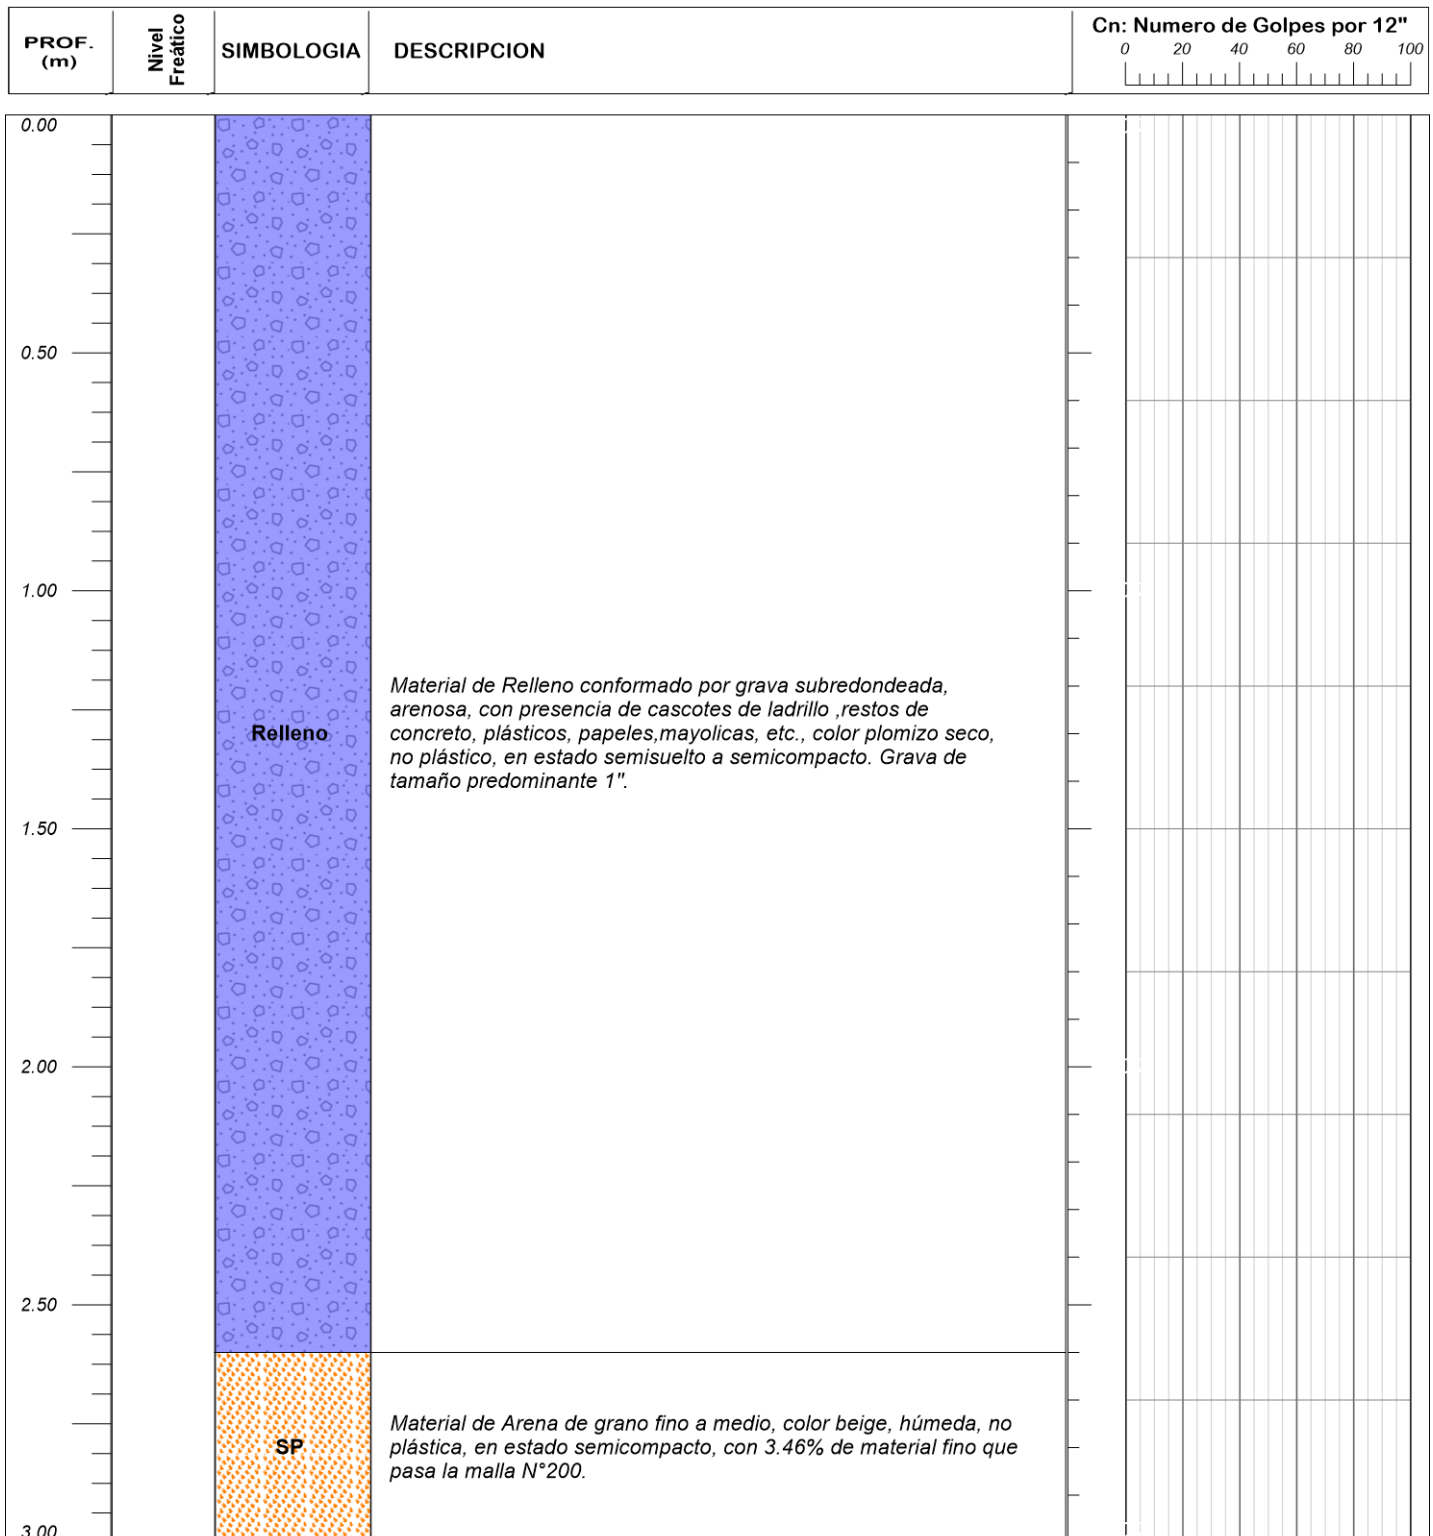 PROF.
(m)
Nivel
Freático
SIMBOLOGIA
DESCRIPCION
Cn: Numero de Golpes por 12"
0 20 40 60 80 100
0.00
0.50
1.00
Material de Relleno conformado por grava subredondeada,
arenosa, con presencia de cascotes de ladrillo ,restos de
Relleno
concreto, plásticos, papeles,mayolicas, etc., color plomizo seco,
no plástico, en estado semisuelto a semicompacto. Grava de
tamaño predominante 1".
1.50
2.00
2.50
Material de Arena de grano fino a medio, color beige, húmeda, no
SP
plástica, en estado semicompacto, con 3.46% de material fino que
pasa la malla N°200.
3.00